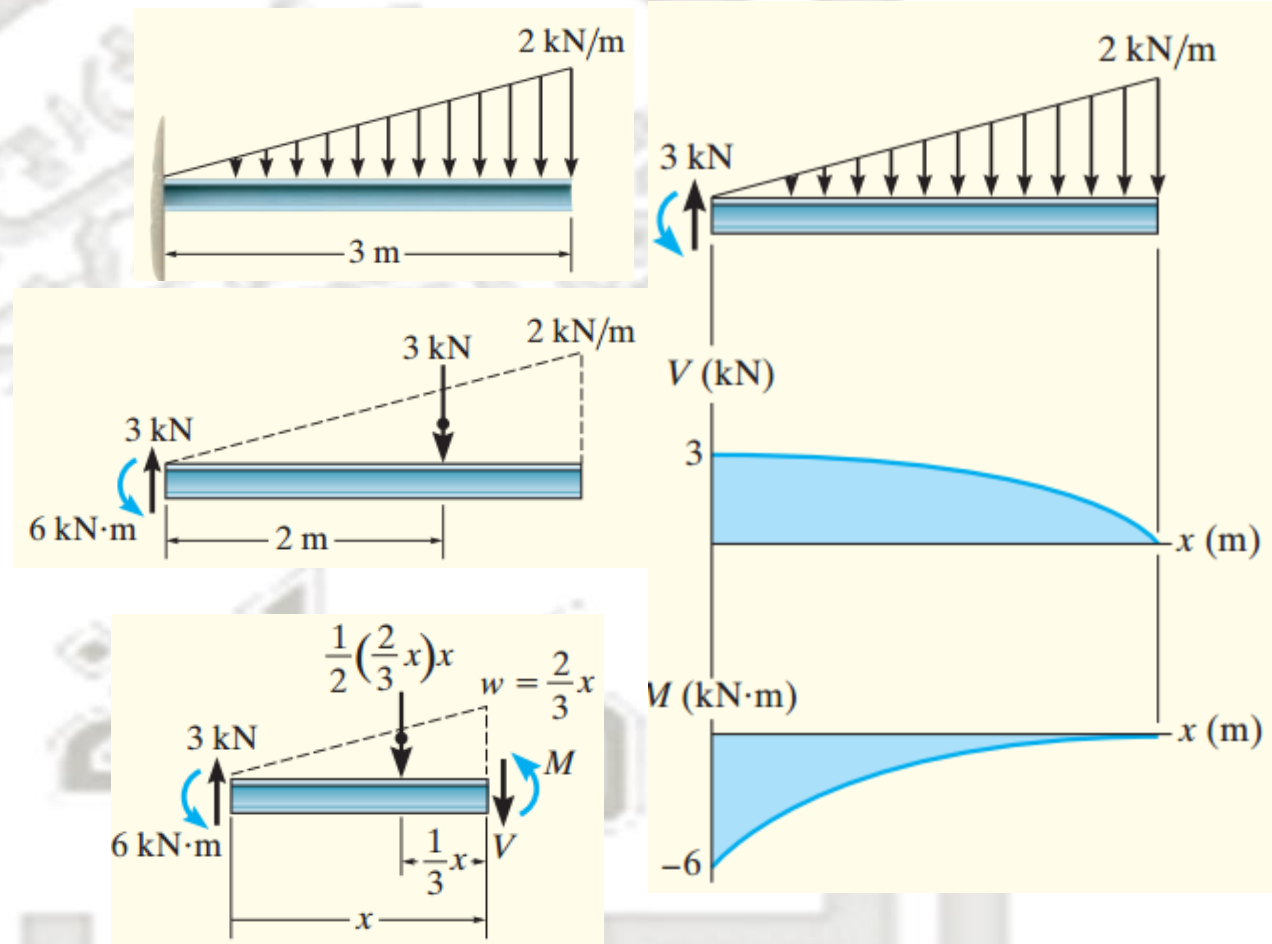 2 kN/m
3 m
3 kN
2 kN/m
3 kN
6 kN·m
2 m
1/2(2/3 x)x
w = 2/3 x
3 kN
M
6 kN·m
V
1/3 x
x
2 kN/m
3 kN
V (kN)
3
x (m)
M (kN·m)
x (m)
−6